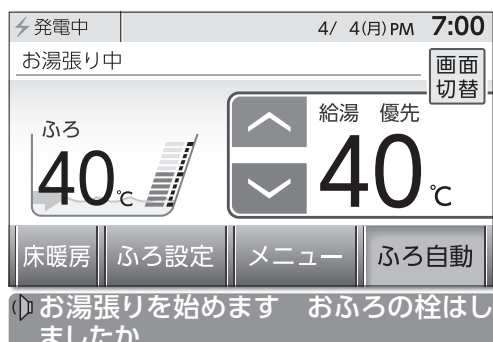 発電中 4/ 4(月)PM 7:00
お湯張り中
画面
切替
ふろ
40℃
給湯 優先
40℃
床暖房 ふろ設定 メニュー ふろ自動
お湯張りを始めます おふろの栓はし
ましたか